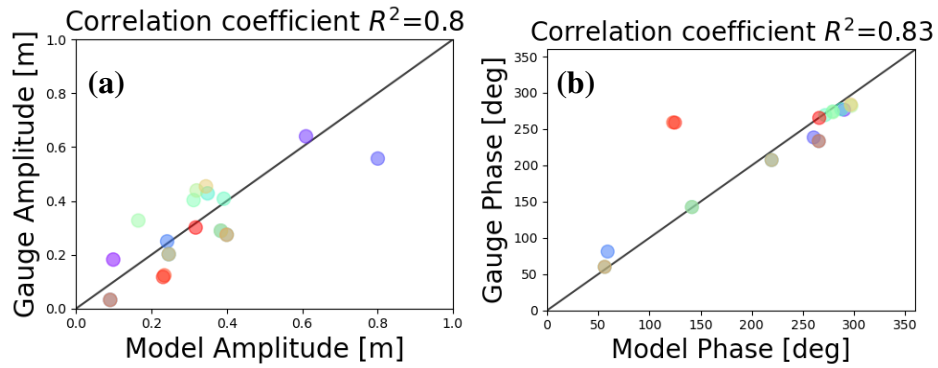 Correlation coefficient R²=0.8
(a)
Gauge Amplitude [m]
1.0
0.8
0.6
0.4
0.2
0.0
0.0 0.2 0.4 0.6 0.8 1.0
Model Amplitude [m]
Correlation coefficient R²=0.83
(b)
Gauge Phase [deg]
350
300
250
200
150
100
50
0
0 50 100 150 200 250 300 350
Model Phase [deg]